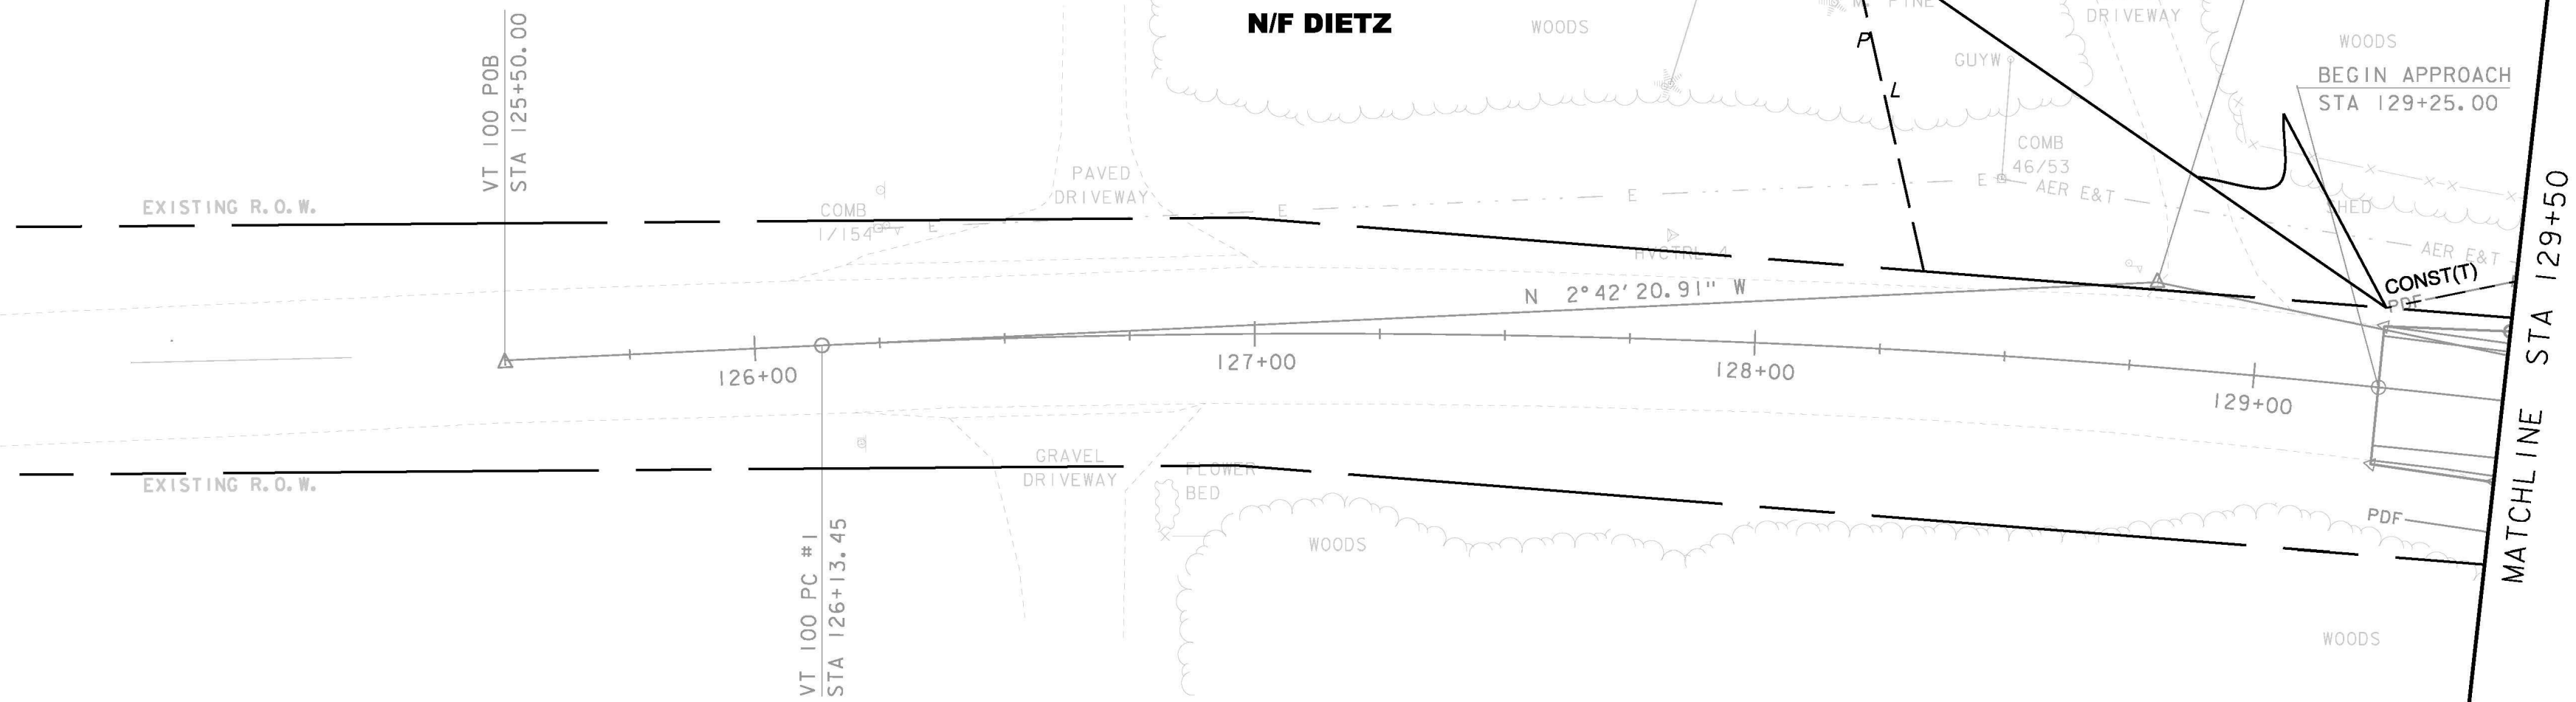 N/F DIETZ
WOODS
M. PINE
DRIVEWAY
WOODS
GUYW
BEGIN APPROACH
STA 129+25.00
VT 100 POB
STA 125+50.00
COMB
46/53
PAVED
DRIVEWAY
EXISTING R.O.W.
COMB
1/154
E
E
E
E
AER E&T
SHED
AER E&T
P
L
HVCTRL 4
N 2°42'20.91" W
CONST(T)
PDF
126+00
127+00
128+00
129+00
MATCHLINE STA 129+50
GRAVEL
DRIVEWAY
FLOWER
BED
EXISTING R.O.W.
VT 100 PC #1
STA 126+13.45
WOODS
PDF
WOODS